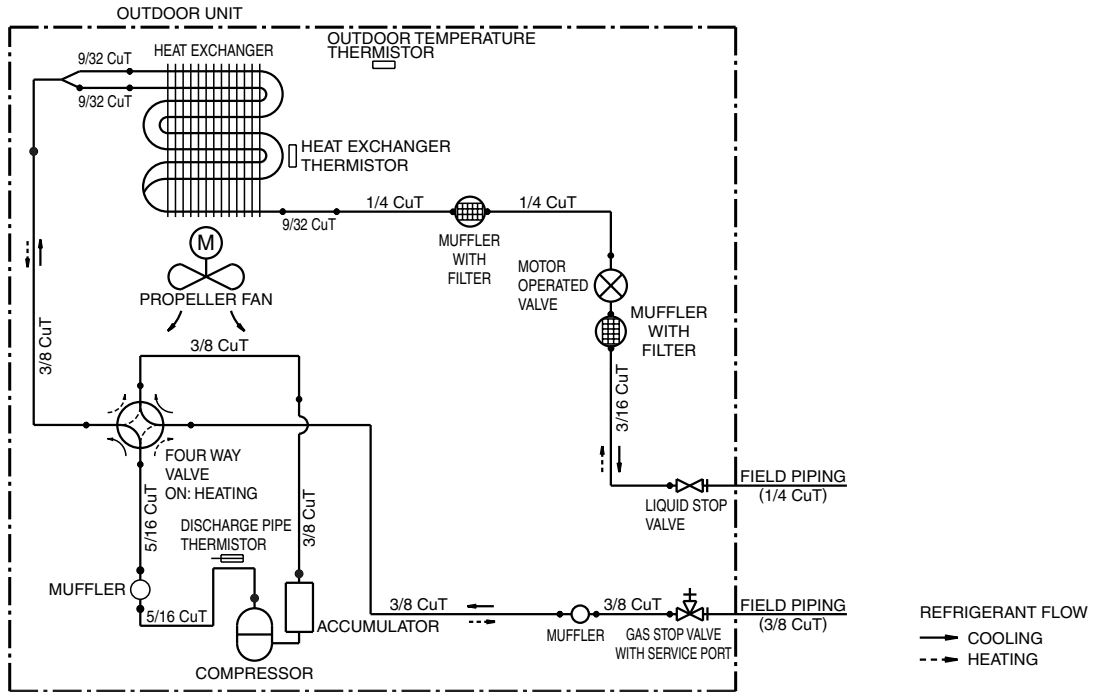 OUTDOOR UNIT
HEAT EXCHANGER
OUTDOOR TEMPERATURE
THERMISTOR
9/32 CuT
9/32 CuT
HEAT EXCHANGER
THERMISTOR
9/32 CuT
1/4 CuT
1/4 CuT
MUFFLER
WITH
FILTER
M
PROPELLER FAN
MOTOR
OPERATED
VALVE
MUFFLER
WITH
FILTER
3/8 CuT
3/8 CuT
3/16 CuT
FOUR WAY
VALVE
ON: HEATING
5/16 CuT
3/8 CuT
DISCHARGE PIPE
THERMISTOR
LIQUID STOP
VALVE
FIELD PIPING
(1/4 CuT)
MUFFLER
5/16 CuT
ACCUMULATOR
COMPRESSOR
3/8 CuT
MUFFLER
3/8 CuT
GAS STOP VALVE
WITH SERVICE PORT
FIELD PIPING
(3/8 CuT)
REFRIGERANT FLOW
COOLING
HEATING